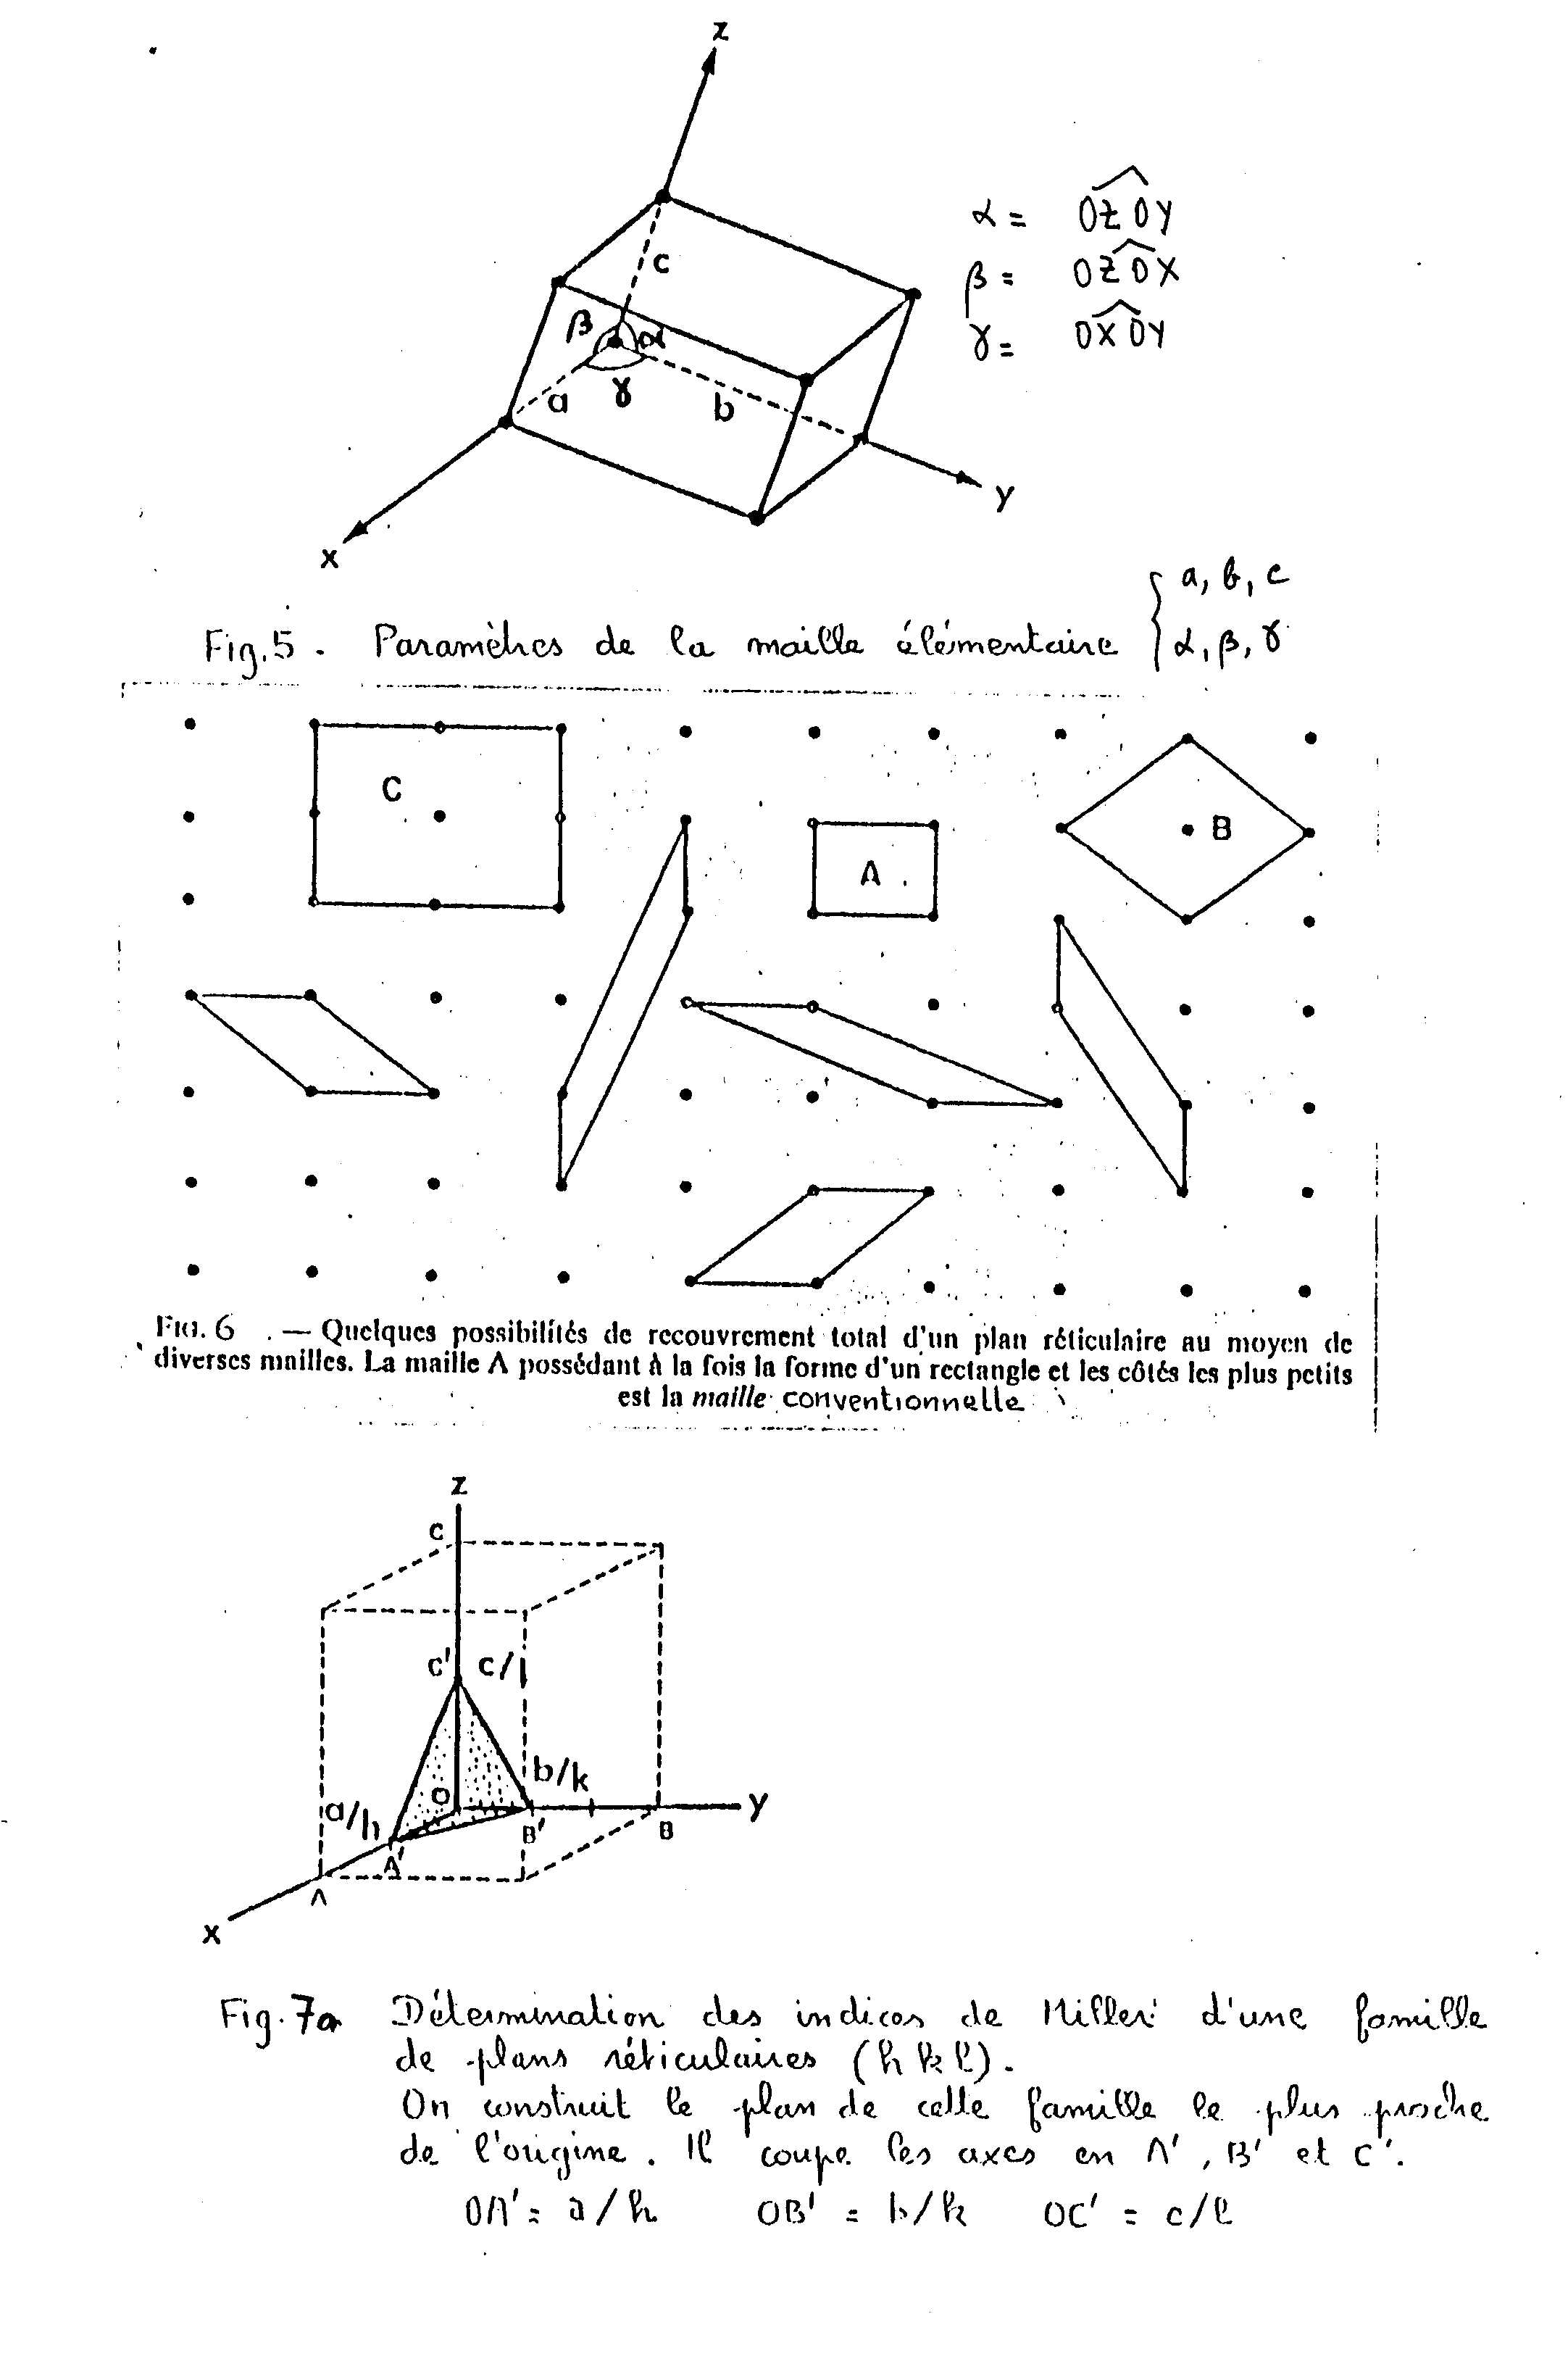 z
α = OZ OY
β = OZ OX
γ = OX OY
c
β α
a γ b
y
x
a, b, c
Fig.5 - Paramètres de la maille élémentaire { α, β, γ
C
B
A
FIG. 6 . — Quelques possibilités de recouvrement total d'un plan réticulaire au moyen de
diverses mailles. La maille A possédant à la fois la forme d'un rectangle et les côtés les plus petits
est la maille conventionnelle
z
C
C' c/l
b/k
a/h O y
B' B
A'
A
x
Fig. 7a Détermination des indices de Miller d'une famille
de plans réticulaires (h k l).
On construit le plan de cette famille le plus proche
de l'origine. Il coupe les axes en A', B' et C'.
OA' = a/h OB' = b/k OC' = c/l